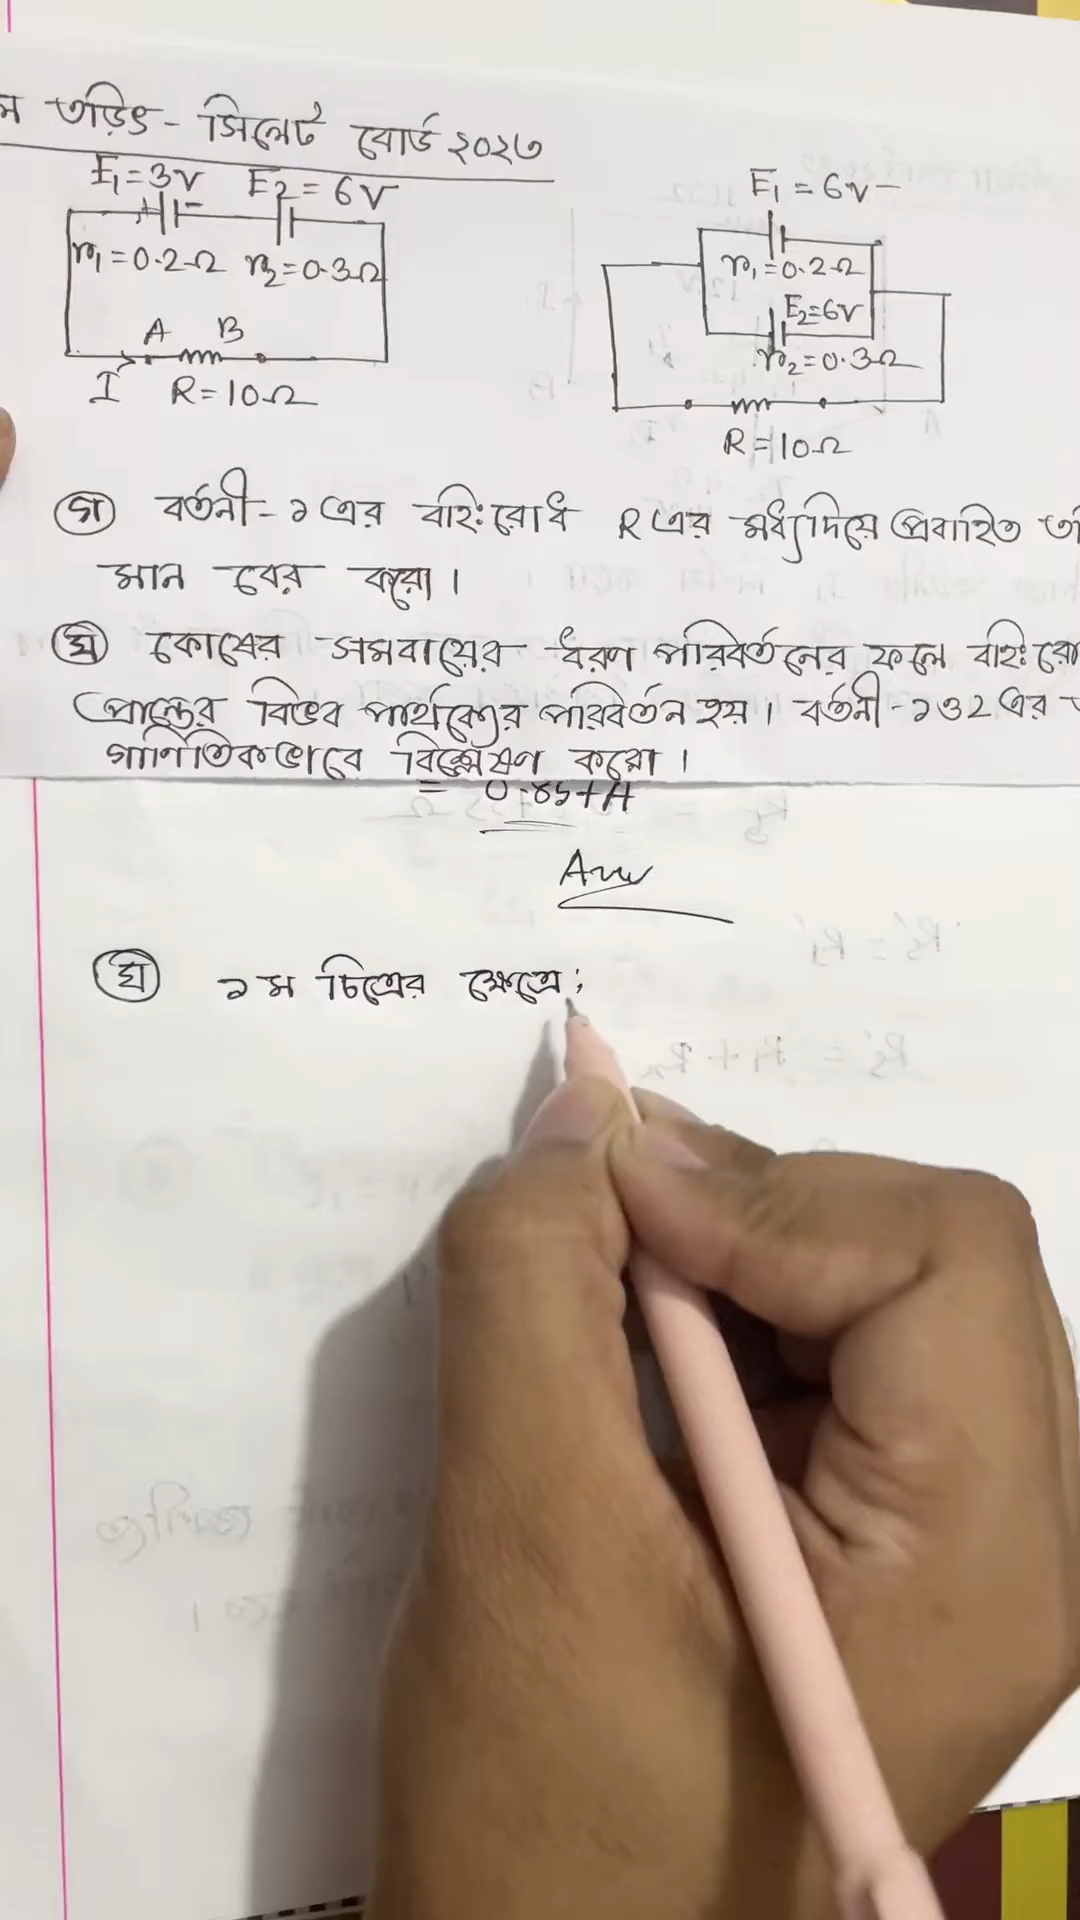 তড়িৎ - সিলেট বোর্ড ২০২৩
E₁ = 3V E₂ = 6V
r₁ = 0.2Ω r₂ = 0.3Ω
A B
I R = 10Ω
E₁ = 6V
r₁ = 0.2Ω
E₂ = 6V
r₂ = 0.3Ω
R = 10Ω
গ বর্তনী - ১ এর বহিঃরোধ R এর মধ্যদিয়ে প্রবাহিত
মান বের করো।
ঘ কোষের সমবায়ের ধরণ পরিবর্তনের ফলে বহিঃ
প্রান্তের বিভব পার্থক্যের পরিবর্তন হয়। বর্তনী - ১ও2 এর
গাণিতিকভাবে বিশ্লেষণ করো।
Ans
ঘ ১ম চিত্রের ক্ষেত্রে;